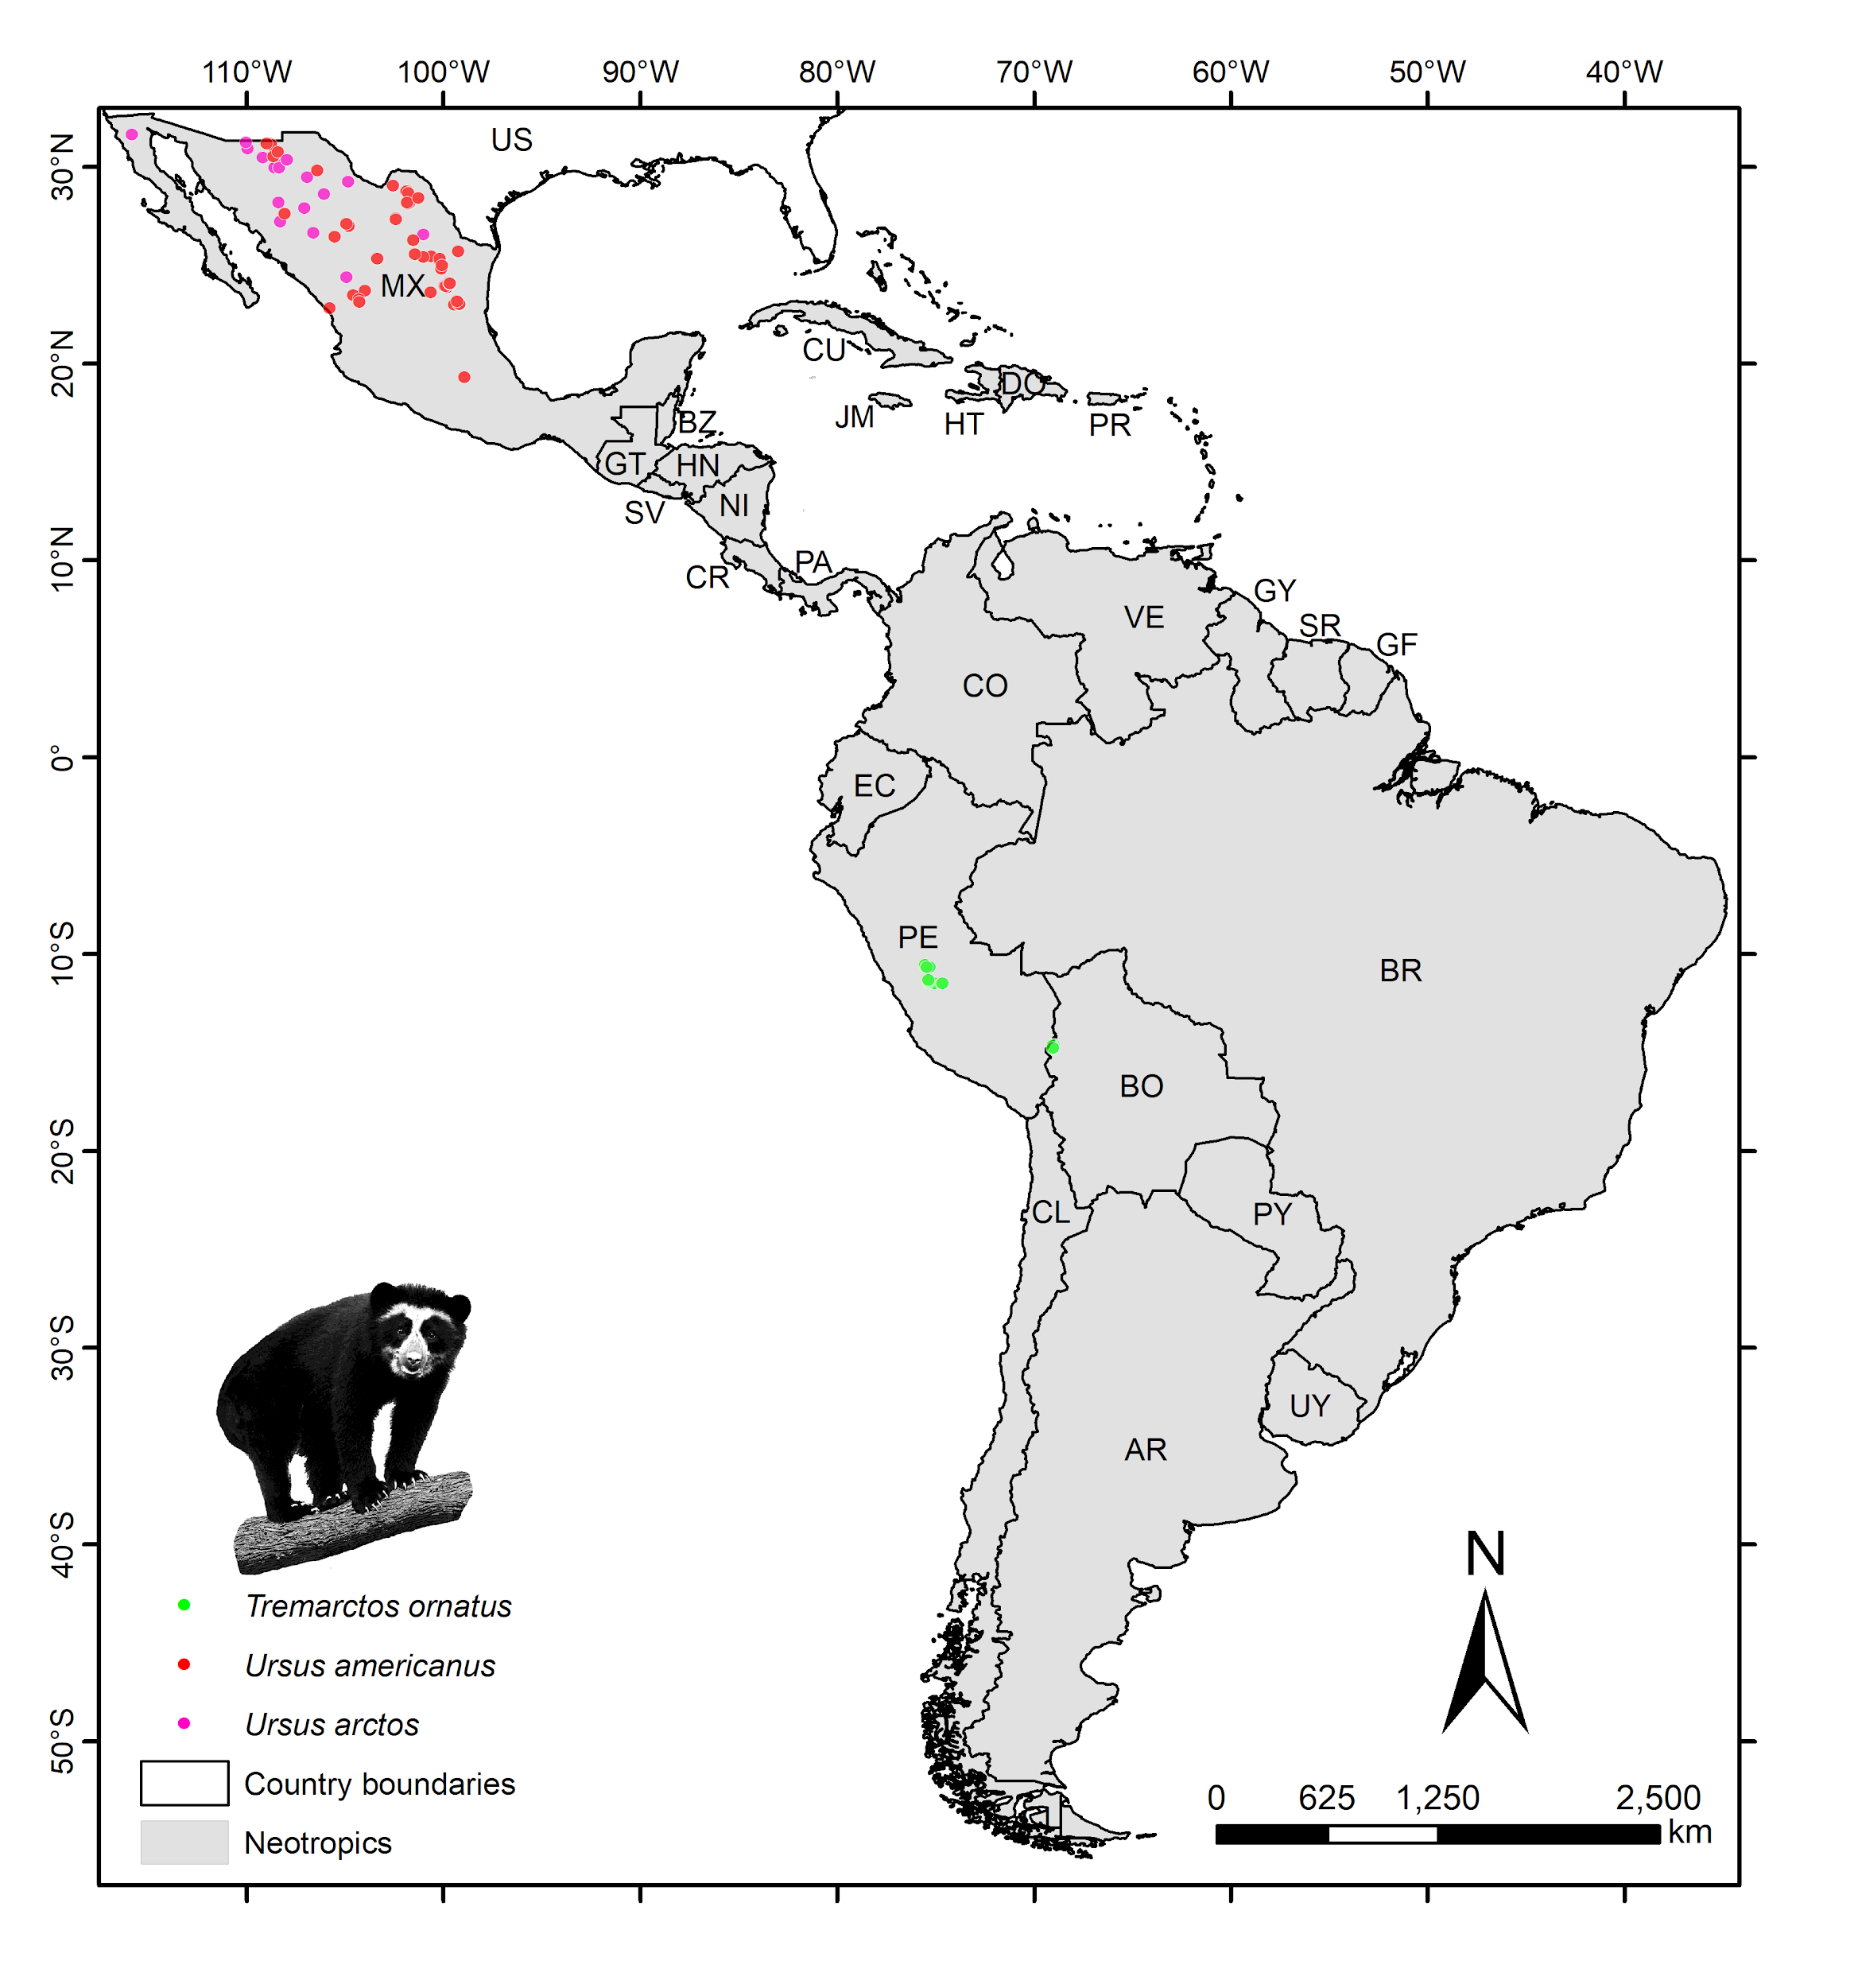 110°W 100°W 90°W 80°W 70°W 60°W 50°W 40°W
30°N
20°N
10°N
0°
10°S
20°S
30°S
40°S
50°S
US
MX
CU
DO
JM
HT
PR
BZ
GT
HN
SV
NI
CR
PA
VE
GY
SR
GF
CO
EC
PE
BR
BO
CL
PY
UY
AR
N
Tremarctos ornatus
Ursus americanus
Ursus arctos
Country boundaries
Neotropics
0 625 1,250 2,500
km